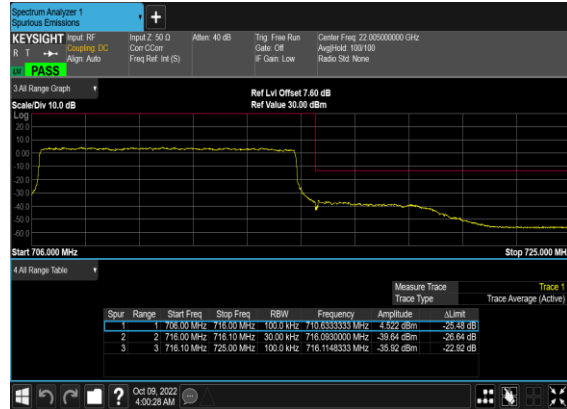 Spectrum Analyzer 1
Spurious Emissions
KEYSIGHT Input: RF Input Z: 50 Ω Atten: 40 dB Trig: Free Run Center Freq: 22.005000000 GHz
R T Coupling: DC Corr CCorr Gate: Off Avg|Hold: 100/100
Align: Auto Freq Ref: Int (S) IF Gain: Low Radio Std: None
PASS
3 All Range Graph
Ref Lvl Offset 7.60 dB
Scale/Div 10.0 dB Ref Value 30.00 dBm
Log
20.0
10.0
0.0
-10.0
-20.0
-30.0
-40.0
-50.0
-60.0
Start 706.000 MHz Stop 725.000 MH
4 All Range Table
Measure Trace Trace 1
Trace Type Trace Average (Active)
Spur Range Start Freq Stop Freq RBW Frequency Amplitude ΔLimit
1 1 706.00 MHz 716.00 MHz 100.0 kHz 710.6333333 MHz 4.522 dBm -25.48 dB
2 2 716.00 MHz 716.10 MHz 30.00 kHz 716.0930000 MHz -39.64 dBm -26.64 dB
3 3 716.10 MHz 725.00 MHz 100.0 kHz 716.1148333 MHz -35.92 dBm -22.92 dB
? Oct 09, 2022
4:00:28 AM